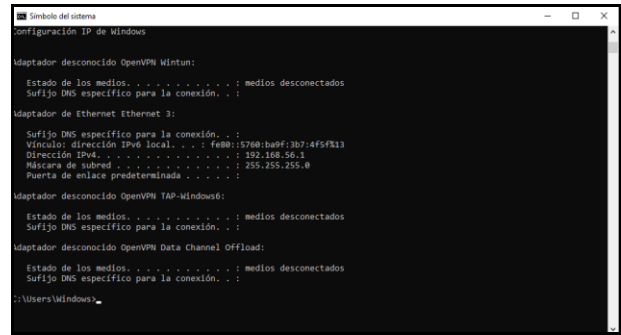 Símbolo del sistema
Configuración IP de Windows
Adaptador desconocido OpenVPN Wintun:
Estado de los medios. . . . . . . . . . . : medios desconectados
Sufijo DNS específico para la conexión. . :
Adaptador de Ethernet Ethernet 3:
Sufijo DNS específico para la conexión. . :
Vínculo: dirección IPv6 local. . . : fe80::5760:ba9f:3b7:4f5f%13
Dirección IPv4. . . . . . . . . . . . . . : 192.168.56.1
Máscara de subred . . . . . . . . . . . . : 255.255.255.0
Puerta de enlace predeterminada . . . . . :
Adaptador desconocido OpenVPN TAP-Windows6:
Estado de los medios. . . . . . . . . . . : medios desconectados
Sufijo DNS específico para la conexión. . :
Adaptador desconocido OpenVPN Data Channel Offload:
Estado de los medios. . . . . . . . . . . : medios desconectados
Sufijo DNS específico para la conexión. . :
C:\Users\Windows>_